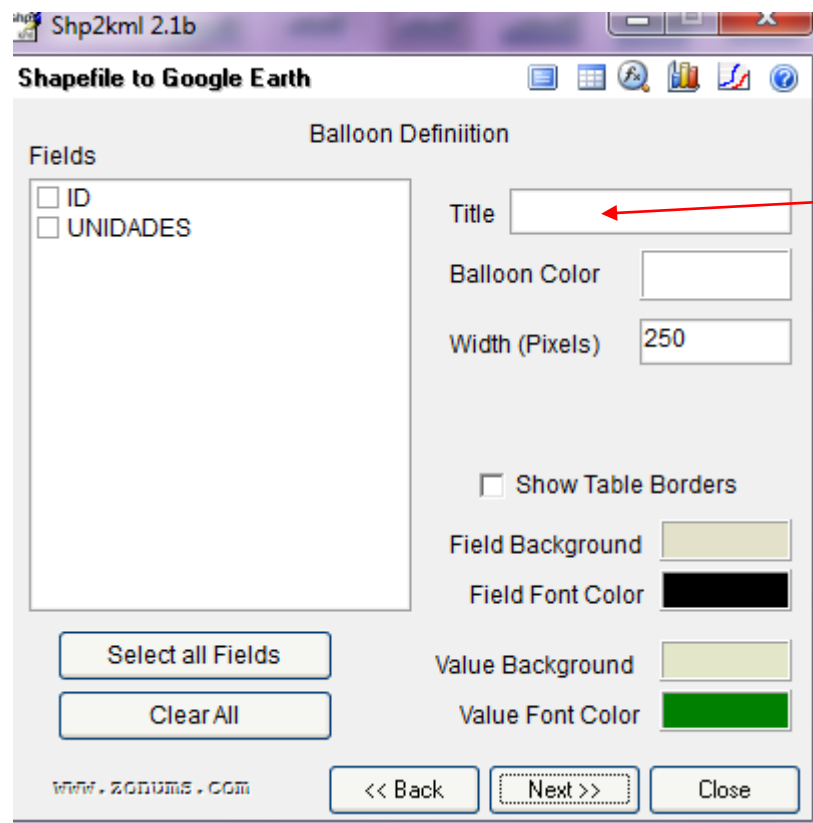 Shp2kml 2.1b
Shapefile to Google Earth
Balloon Definiition
Fields
ID
UNIDADES
Title
Balloon Color
Width (Pixels) 250
Show Table Borders
Field Background
Field Font Color
Select all Fields
Value Background
Clear All
Value Font Color
www.zonums.com
<< Back
Next >>
Close